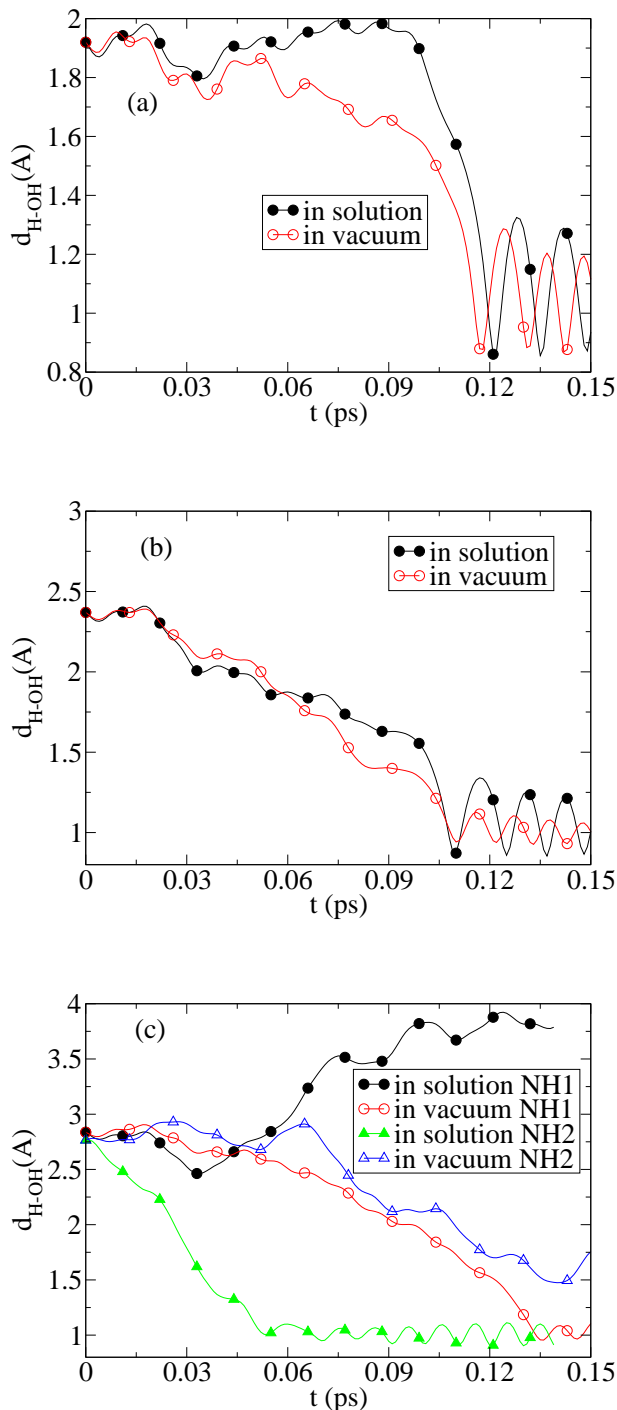 2
1.8
1.6
1.4
1.2
1
0.8
d_{H-OH}(A)
(a)
in solution
in vacuum
0 0.03 0.06 0.09 0.12 0.15
t (ps)
3
2.5
2
1.5
1
d_{H-OH}(A)
(b)
in solution
in vacuum
0 0.03 0.06 0.09 0.12 0.15
t (ps)
4
3.5
3
2.5
2
1.5
1
d_{H-OH}(A)
(c)
in solution NH1
in vacuum NH1
in solution NH2
in vacuum NH2
0 0.03 0.06 0.09 0.12 0.15
t (ps)